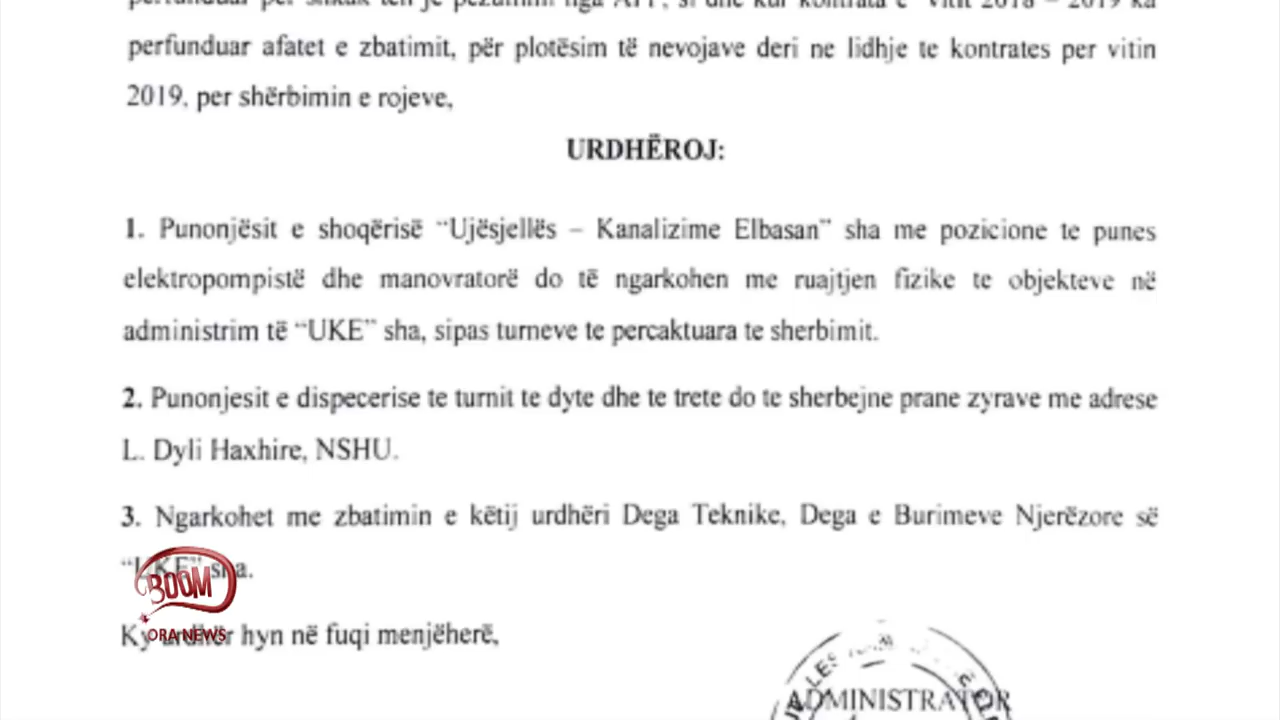 perfunduar afatet e zbatimit, për plotësim të nevojave deri ne lidhje te kontrates per vitin
2019, per shërbimin e rojeve,
URDHËROJ:
1. Punonjësit e shoqërisë “Ujësjellës – Kanalizime Elbasan” sha me pozicione te punes
elektropompistë dhe manovratorë do të ngarkohen me ruajtjen fizike te objekteve në
administrim të “UKE” sha, sipas turneve te percaktuara te sherbimit.
2. Punonjesit e dispecerise te turnit te dyte dhe te trete do te sherbejne prane zyrave me adrese
L. Dyli Haxhire, NSHU.
3. Ngarkohet me zbatimin e këtij urdhëri Dega Teknike, Dega e Burimeve Njerëzore së
“UKE” sha.
BOOM
ORA NEWS
Ky urdhër hyn në fuqi menjëherë,
ADMINISTRATOR